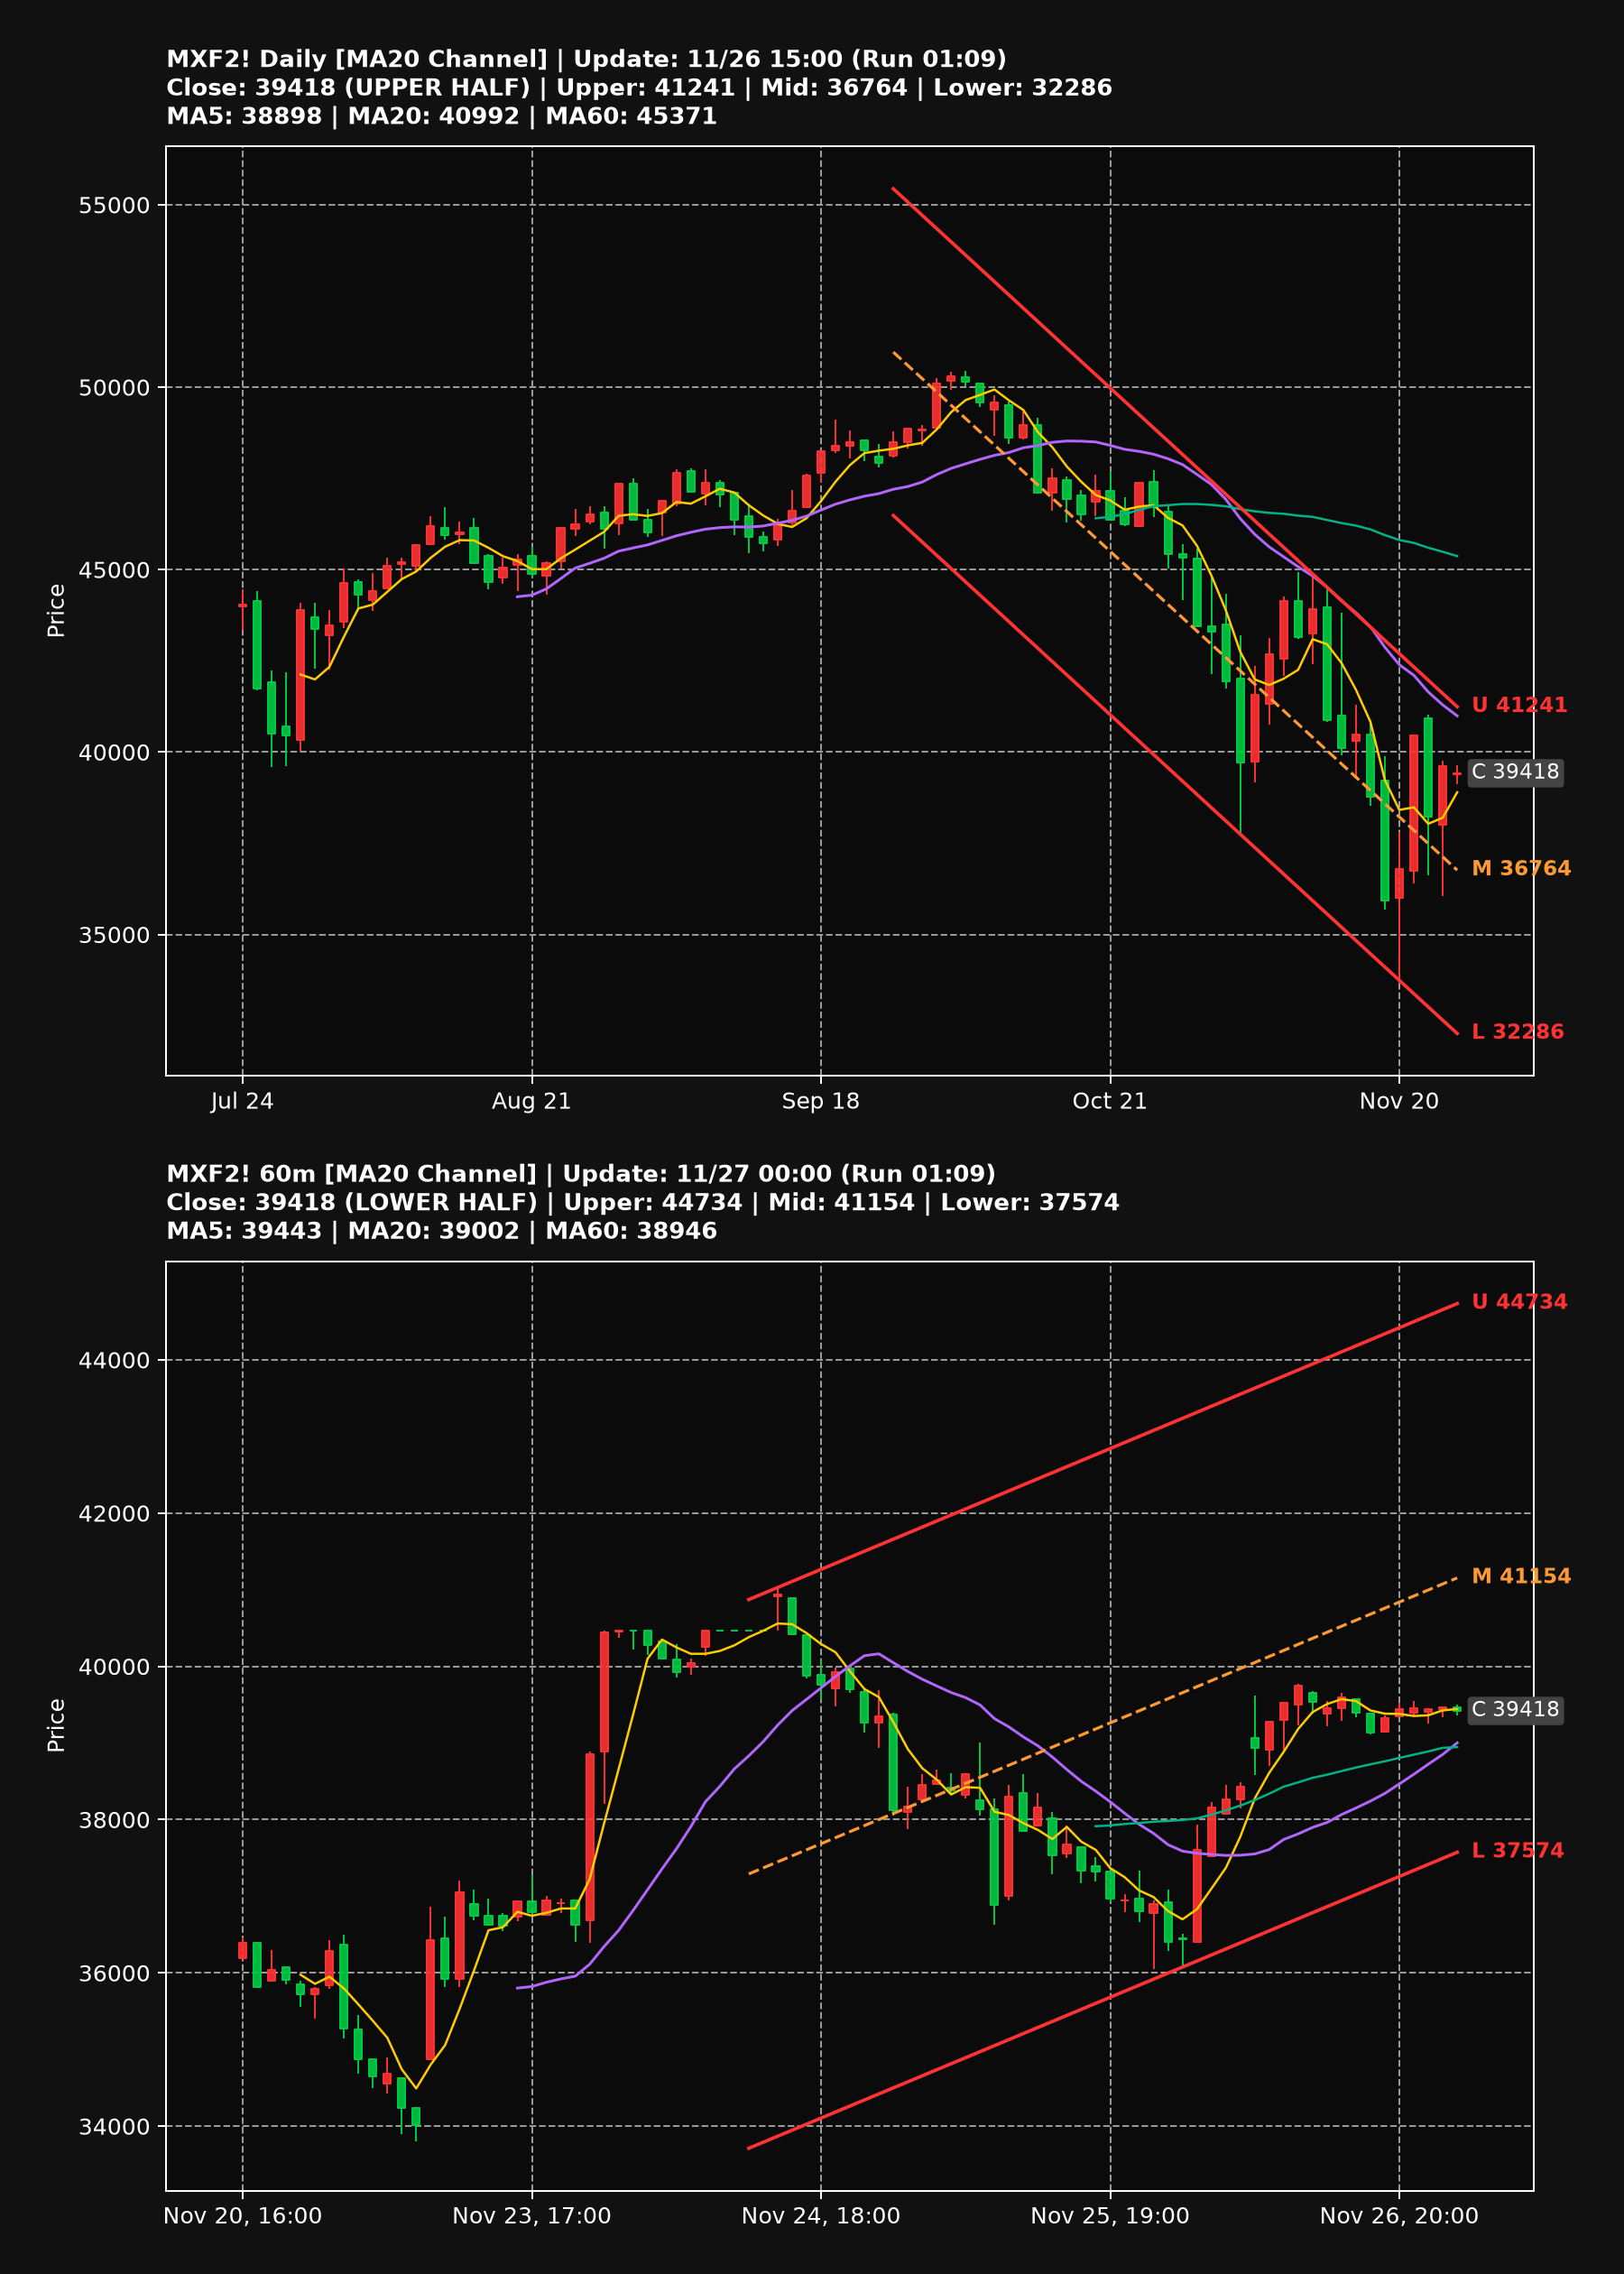 MXF2! Daily [MA20 Channel] | Update: 11/26 15:00 (Run 01:09)
Close: 39418 (UPPER HALF) | Upper: 41241 | Mid: 36764 | Lower: 32286
MA5: 38898 | MA20: 40992 | MA60: 45371
Price
55000
50000
45000
40000
35000
U 41241
C 39418
M 36764
L 32286
Jul 24
Aug 21
Sep 18
Oct 21
Nov 20
MXF2! 60m [MA20 Channel] | Update: 11/27 00:00 (Run 01:09)
Close: 39418 (LOWER HALF) | Upper: 44734 | Mid: 41154 | Lower: 37574
MA5: 39443 | MA20: 39002 | MA60: 38946
Price
44000
42000
40000
38000
36000
34000
U 44734
M 41154
C 39418
L 37574
Nov 20, 16:00
Nov 23, 17:00
Nov 24, 18:00
Nov 25, 19:00
Nov 26, 20:00